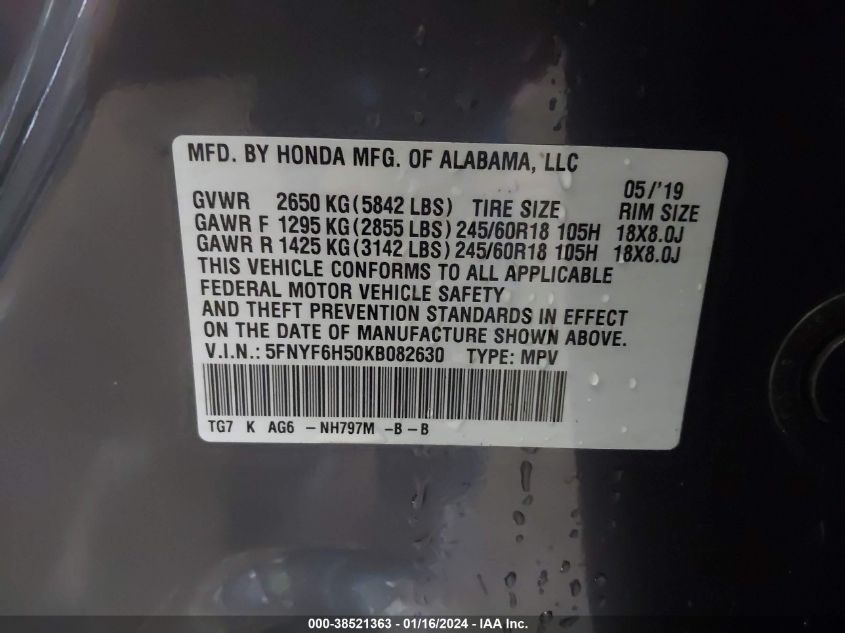 MFD. BY HONDA MFG. OF ALABAMA, LLC
05/'19
GVWR 2650 KG(5842 LBS) TIRE SIZE RIM SIZE
GAWR F 1295 KG(2855 LBS) 245/60R18 105H 18X8.0J
GAWR R 1425 KG(3142 LBS) 245/60R18 105H 18X8.0J
THIS VEHICLE CONFORMS TO ALL APPLICABLE
FEDERAL MOTOR VEHICLE SAFETY
AND THEFT PREVENTION STANDARDS IN EFFECT
ON THE DATE OF MANUFACTURE SHOWN ABOVE.
V.I.N.: 5FNYF6H50KB082630 TYPE: MPV
TG7 K AG6 -NH797M -B-B
000-38521363 - 01/16/2024 - IAA Inc.